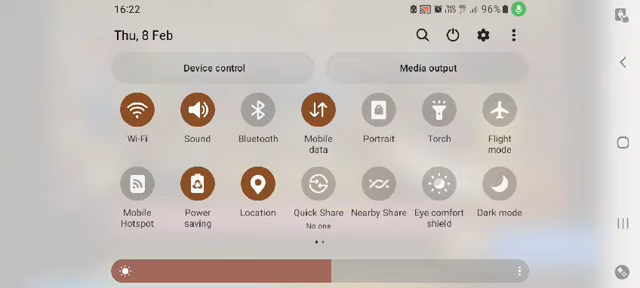 16:22
96%
Thu, 8 Feb
Device control
Media output
Wi-Fi
Sound
Bluetooth
Mobile data
Portrait
Torch
Flight mode
Mobile Hotspot
Power saving
Location
Quick Share
No one
Nearby Share
Eye comfort shield
Dark mode